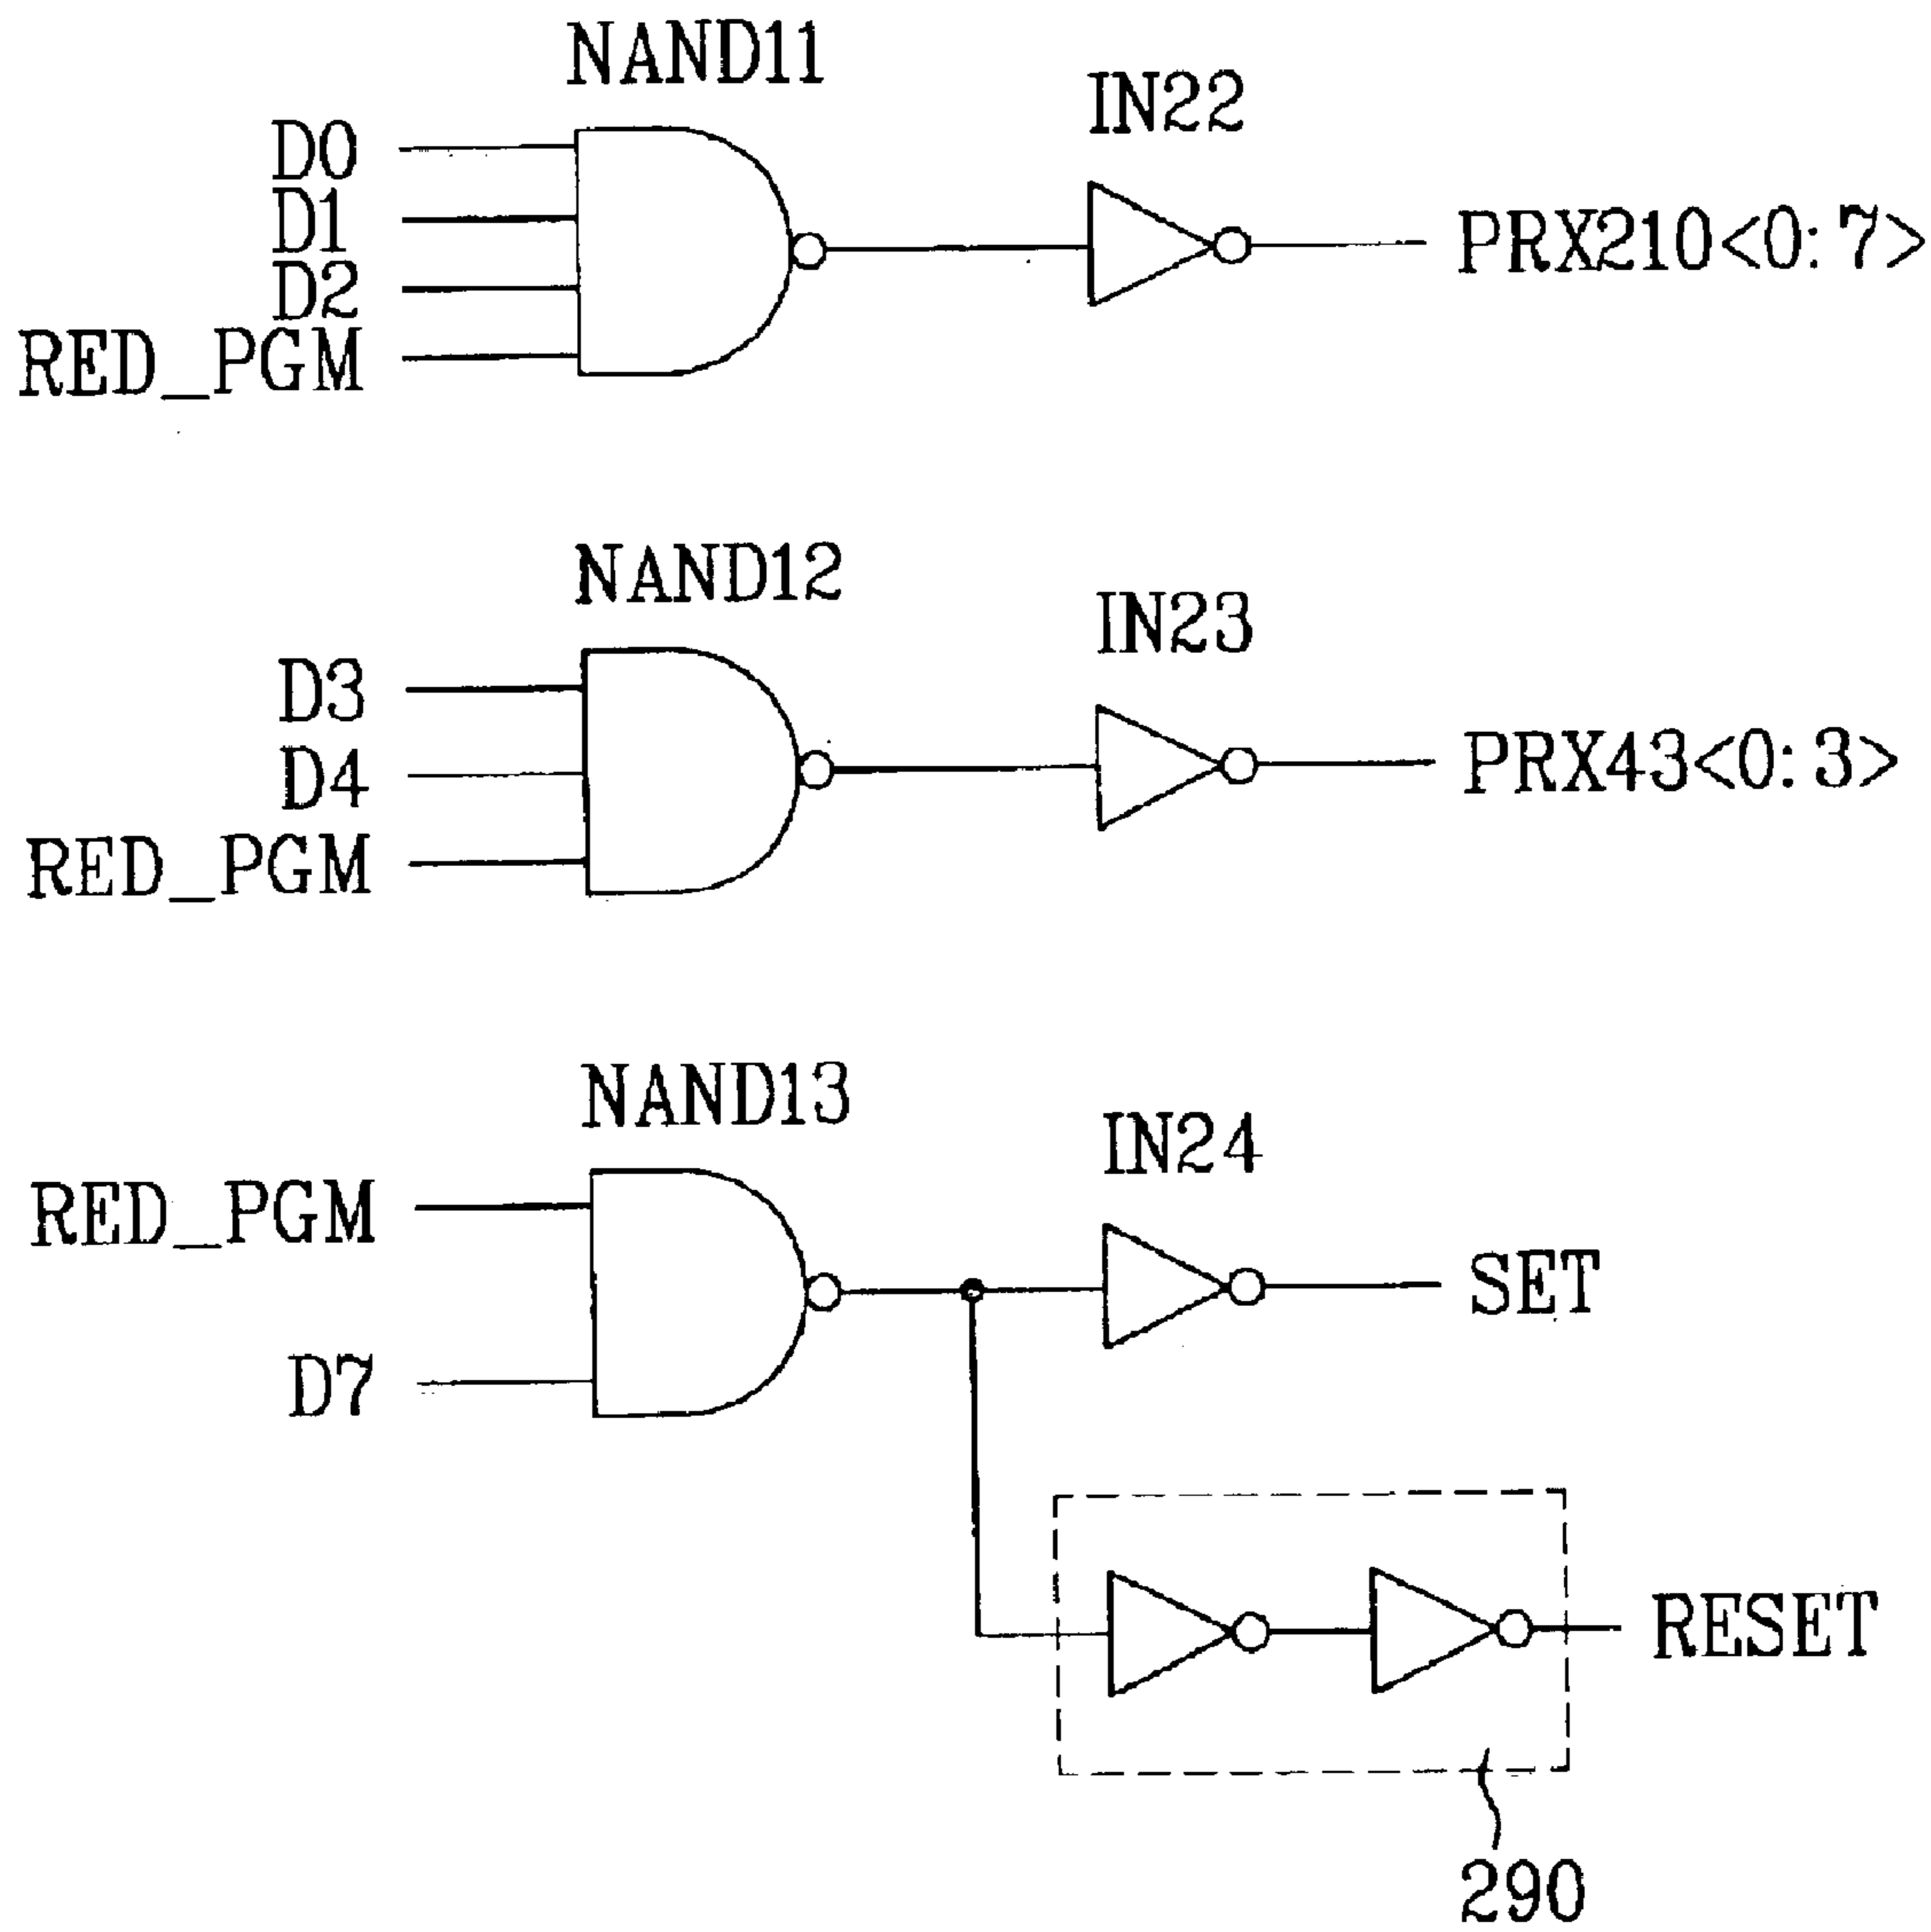 NAND11
IN22
D0
D1
D2
RED_PGM
PRX210<0:7>
NAND12
IN23
D3
D4
RED_PGM
PRX43<0:3>
NAND13
IN24
RED_PGM
D7
SET
RESET
290